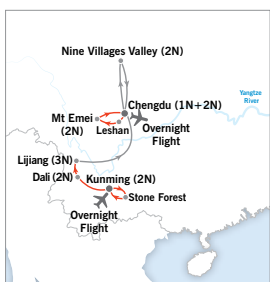 Nine Villages Valley (2N)
Yangtze
River
Chengdu (1N+2N)
Mt Emei
(2N)
Leshan
Overnight
Flight
Lijiang (3N)
Dali (2N)
Kunming (2N)
Stone Forest
Overnight
Flight